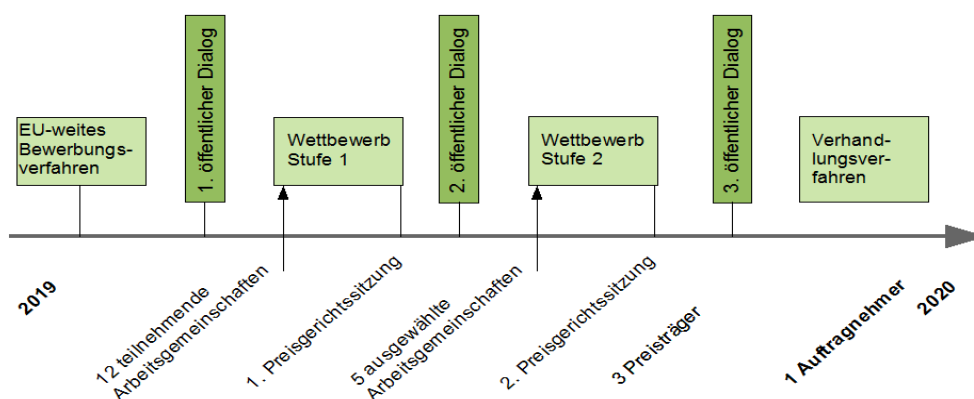 EU-weites
Bewerbungs-
verfahren
1. öffentlicher Dialog
Wettbewerb
Stufe 1
2. öffentlicher Dialog
Wettbewerb
Stufe 2
3. öffentlicher Dialog
Verhand-
lungsver-
fahren
2019
12 teilnehmende
Arbeitsgemeinschaften
1. Preisgerichtssitzung
5 ausgewählte
Arbeitsgemeinschaften
2. Preisgerichtssitzung
3 Preisträger
1 Auftragnehmer
2020